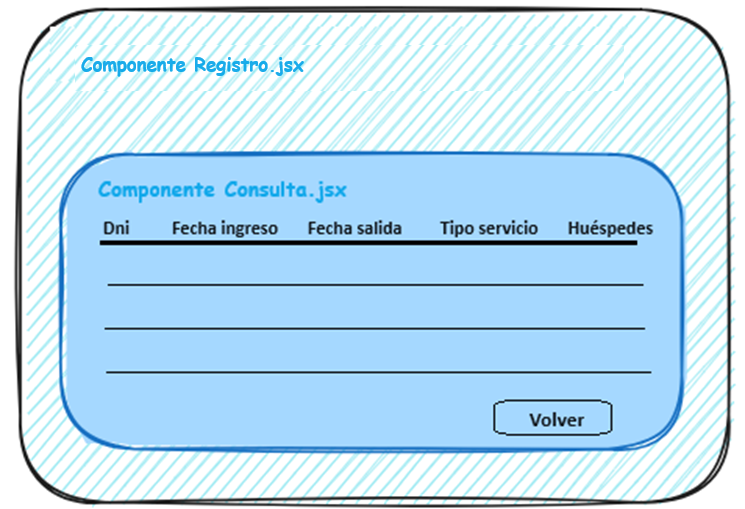 Componente Registro.jsx
Componente Consulta.jsx
Dni Fecha ingreso Fecha salida Tipo servicio Huéspedes
Volver